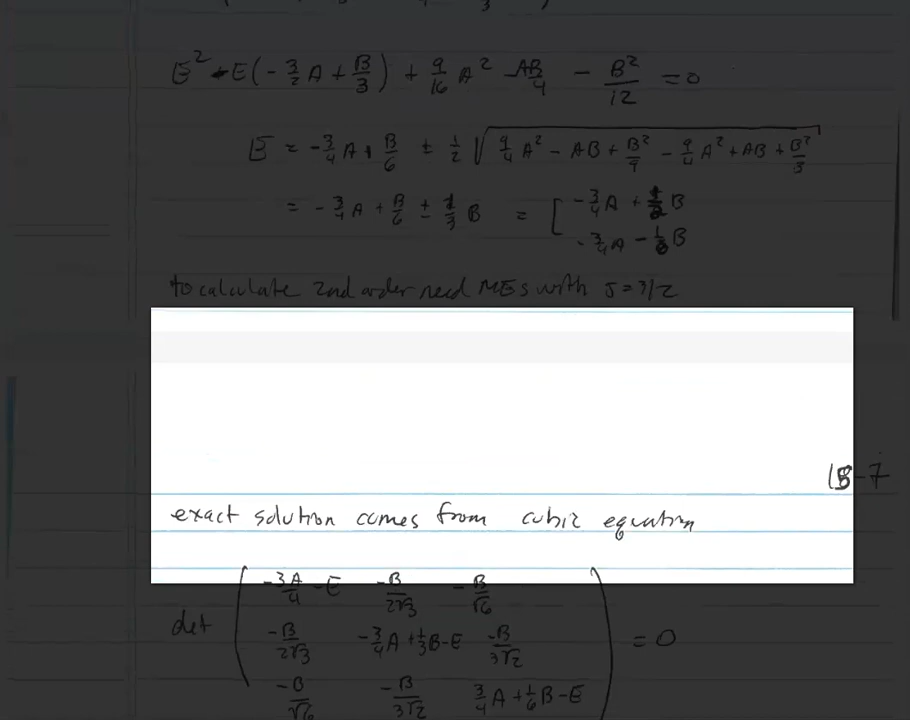 E² - E(-3/2 A + B/3) + 9/16 A² - AB/4 - B²/12 = 0
E = -3/4 A + B/6 ± 1/2 √(9/4 A² - AB + B²/9 - 9/4 A² + AB + B²/3)
= -3/4 A + B/6 ± 1/3 B = [ -3/4 A + 1/2 B
-3/4 A - 1/6 B
to calculate 2nd order need MEs with J = 3/2
-7
exact solution comes from cubic equation
-3A/4 - E   -B/2√3   -B/√6
det   -B/2√3   -3/4 A + 1/3 B - E   -B/3√2   = 0
-B/√6   -B/3√2   3/4 A + 1/6 B - E